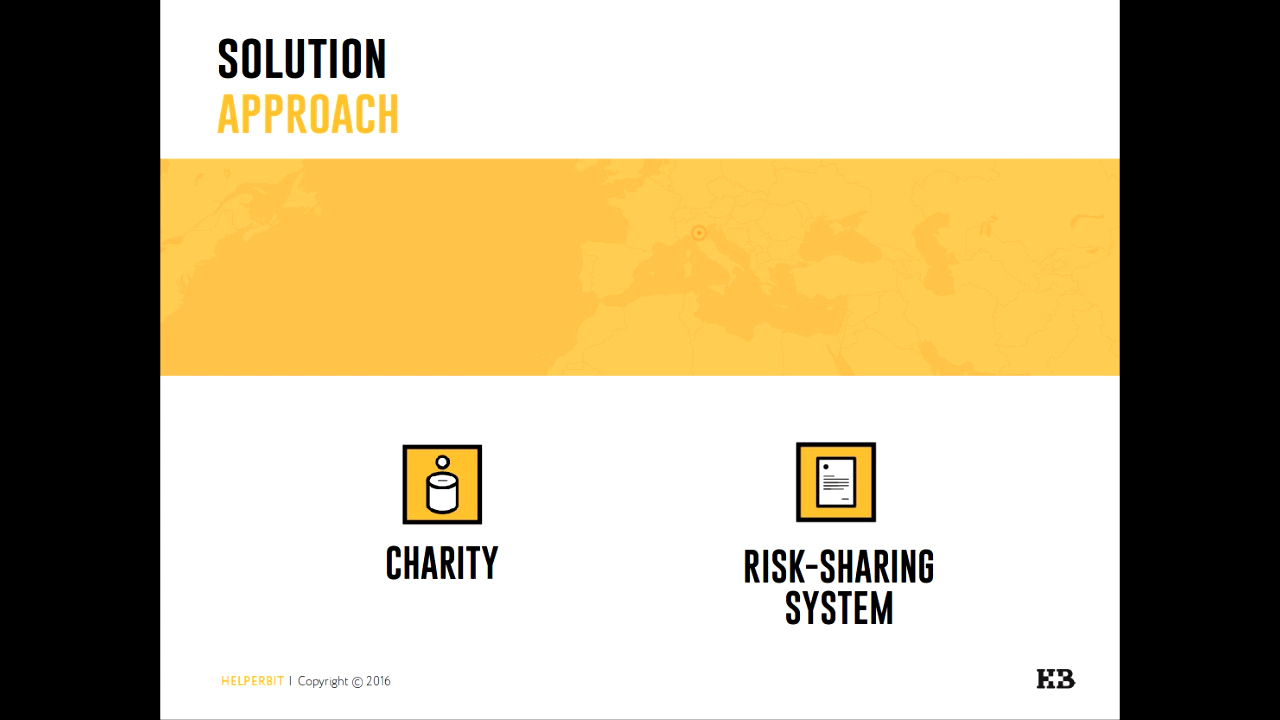 SOLUTION
APPROACH
CHARITY
RISK-SHARING
SYSTEM
HELPERBIT | Copyright © 2016
HB